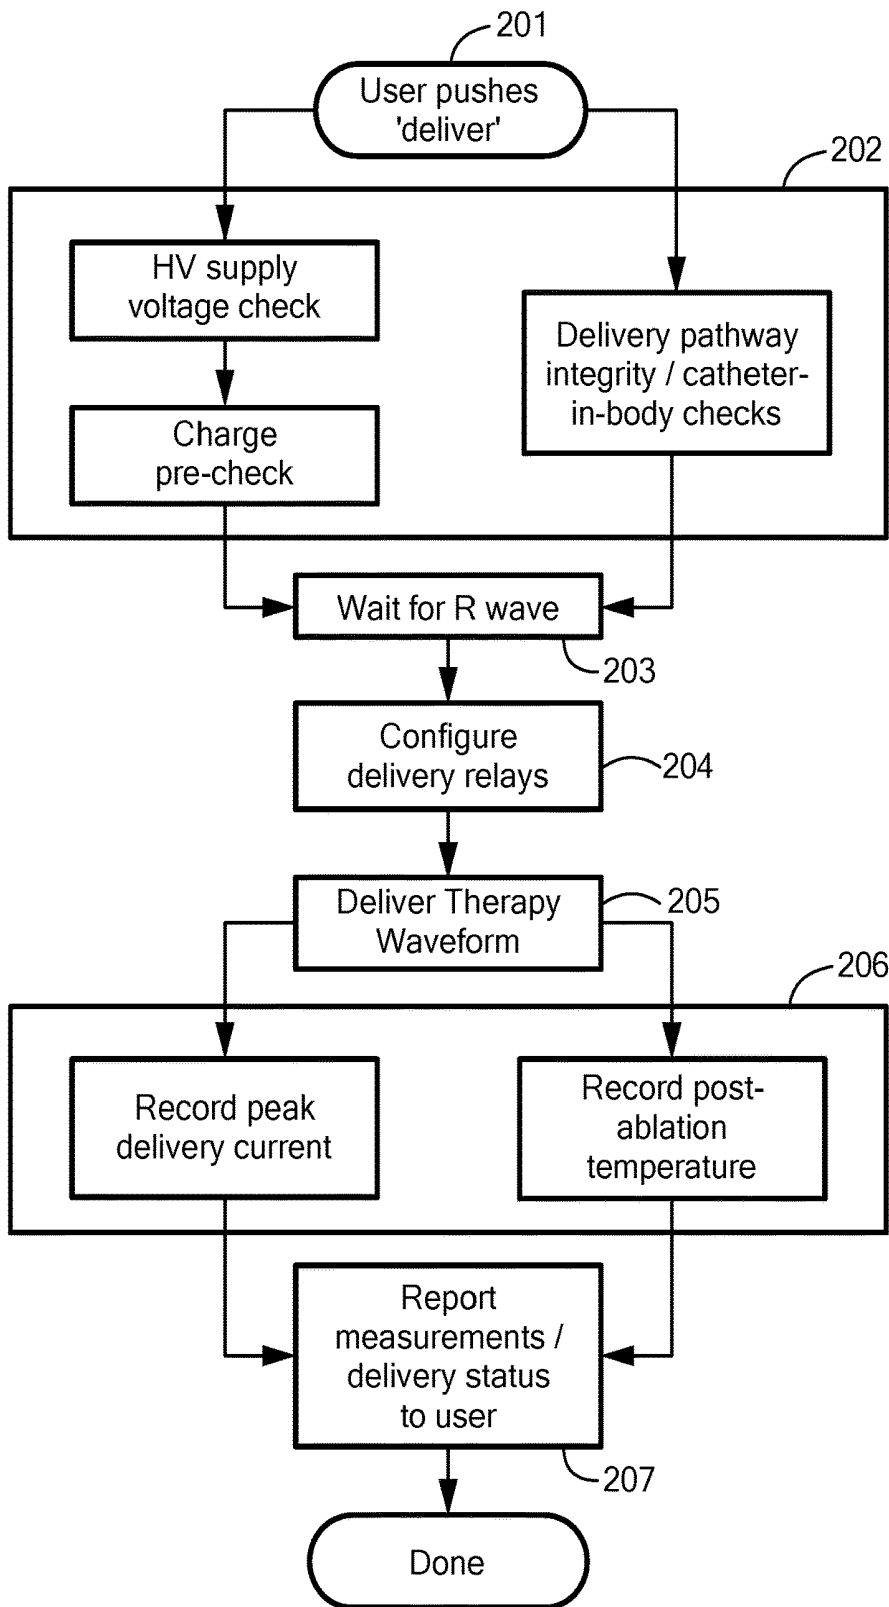 201
User pushes
'deliver'
202
HV supply
voltage check
Delivery pathway
integrity / catheter-
in-body checks
Charge
pre-check
Wait for R wave
203
Configure
delivery relays
204
Deliver Therapy
Waveform
205
206
Record peak
delivery current
Record post-
ablation
temperature
Report
measurements /
delivery status
to user
207
Done